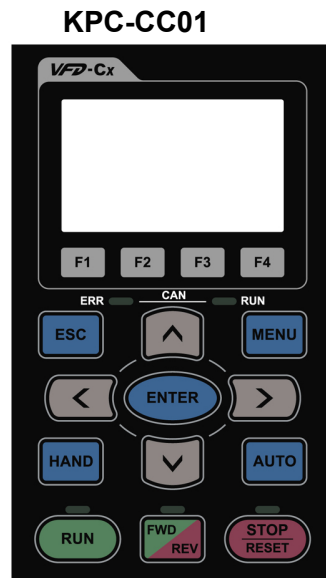 KPC-CC01
VFD-Cx
F1 F2 F3 F4
ERR CAN RUN
ESC MENU
ENTER
HAND AUTO
RUN FWD REV STOP RESET